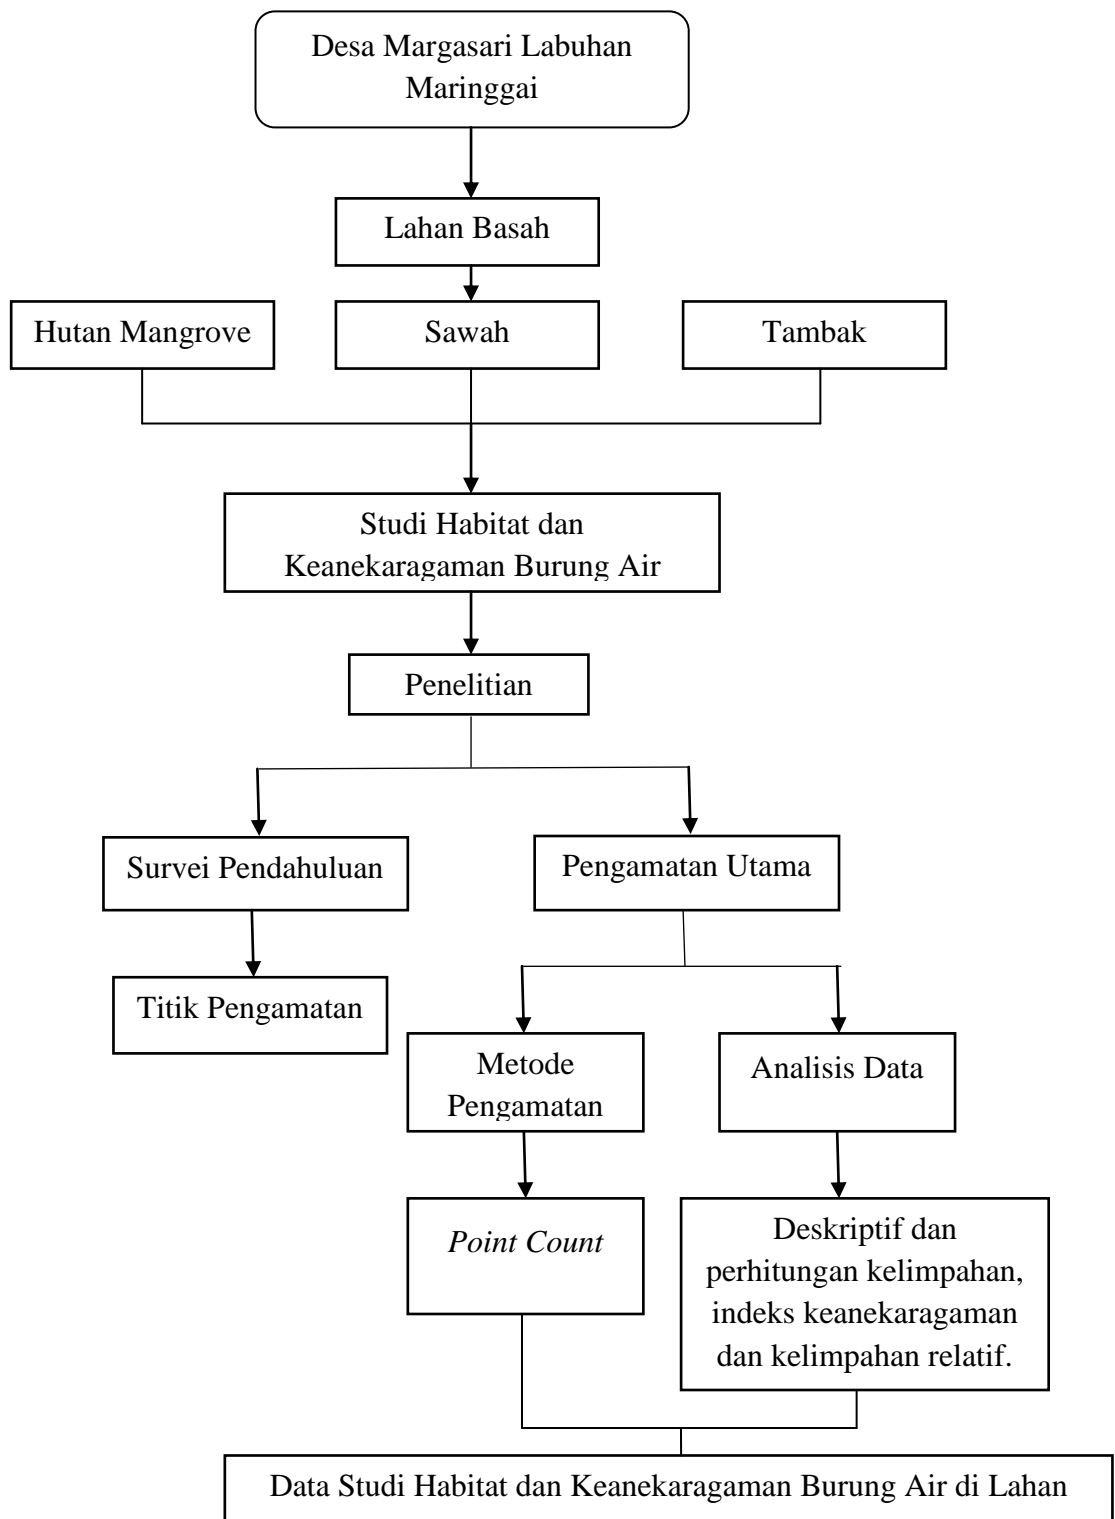 Desa Margasari Labuhan
Maringgai
Lahan Basah
Hutan Mangrove
Sawah
Tambak
Studi Habitat dan
Keanekaragaman Burung Air
Penelitian
Survei Pendahuluan
Pengamatan Utama
Titik Pengamatan
Metode
Pengamatan
Analisis Data
Point Count
Deskriptif dan
perhitungan kelimpahan,
indeks keanekaragaman
dan kelimpahan relatif.
Data Studi Habitat dan Keanekaragaman Burung Air di Lahan